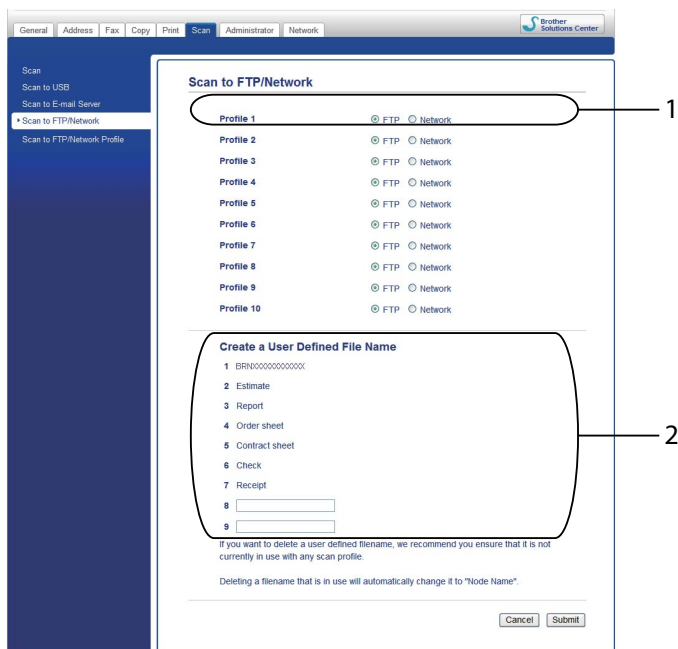 General Address Fax Copy Print Scan Administrator Network
Brother
Solutions Center
Scan
Scan to USB
Scan to E-mail Server
Scan to FTP/Network
Scan to FTP/Network Profile
Scan to FTP/Network
Profile 1 FTP Network
1
Profile 2 FTP Network
Profile 3 FTP Network
Profile 4 FTP Network
Profile 5 FTP Network
Profile 6 FTP Network
Profile 7 FTP Network
Profile 8 FTP Network
Profile 9 FTP Network
Profile 10 FTP Network
Create a User Defined File Name
1 BRNXXXXXXXXXXXX
2 Estimate
3 Report
4 Order sheet
5 Contract sheet
2
6 Check
7 Receipt
8
9
If you want to delete a user defined filename, we recommend you ensure that it is not
currently in use with any scan profile.
Deleting a filename that is in use will automatically change it to "Node Name".
Cancel Submit